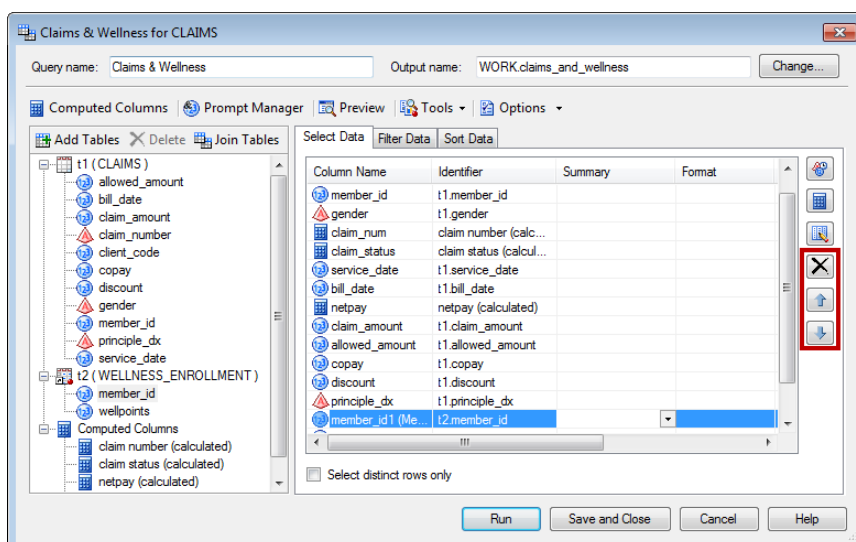 Claims & Wellness for CLAIMS
Query name: Claims & Wellness Output name: WORK.claims_and_wellness Change...
Computed Columns Prompt Manager Preview Tools Options
Add Tables Delete Join Tables
t1 (CLAIMS)
allowed_amount
bill_date
claim_amount
claim_number
client_code
copay
discount
gender
member_id
principle_dx
service_date
t2 (WELLNESS_ENROLLMENT)
member_id
wellpoints
Computed Columns
claim number (calculated)
claim status (calculated)
netpay (calculated)
Select Data Filter Data Sort Data
Column Name Identifier Summary Format
member_id t1.member_id
gender t1.gender
claim_num claim number (calc...
claim_status claim status (calcul...
service_date t1.service_date
bill_date t1.bill_date
netpay netpay (calculated)
claim_amount t1.claim_amount
allowed_amount t1.allowed_amount
copay t1.copay
discount t1.discount
principle_dx t1.principle_dx
member_id1 (Me... t2.member_id
Select distinct rows only
Run Save and Close Cancel Help